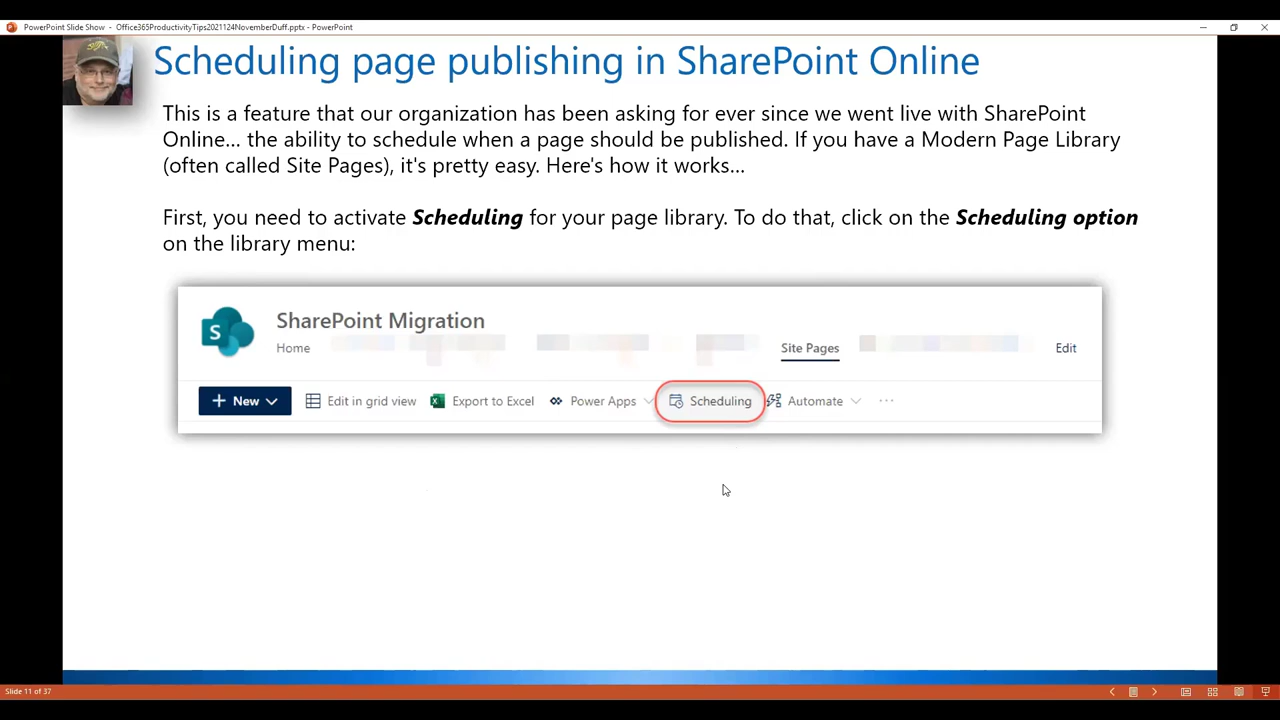 PowerPoint Slide Show - Office365ProductivityTips2021124NovemberDuff.pptx - PowerPoint
Scheduling page publishing in SharePoint Online
This is a feature that our organization has been asking for ever since we went live with SharePoint
Online... the ability to schedule when a page should be published. If you have a Modern Page Library
(often called Site Pages), it's pretty easy. Here's how it works...
First, you need to activate Scheduling for your page library. To do that, click on the Scheduling option
on the library menu:
S
SharePoint Migration
Home Site Pages Edit
New Edit in grid view Export to Excel Power Apps Scheduling Automate ...
Slide 11 of 37